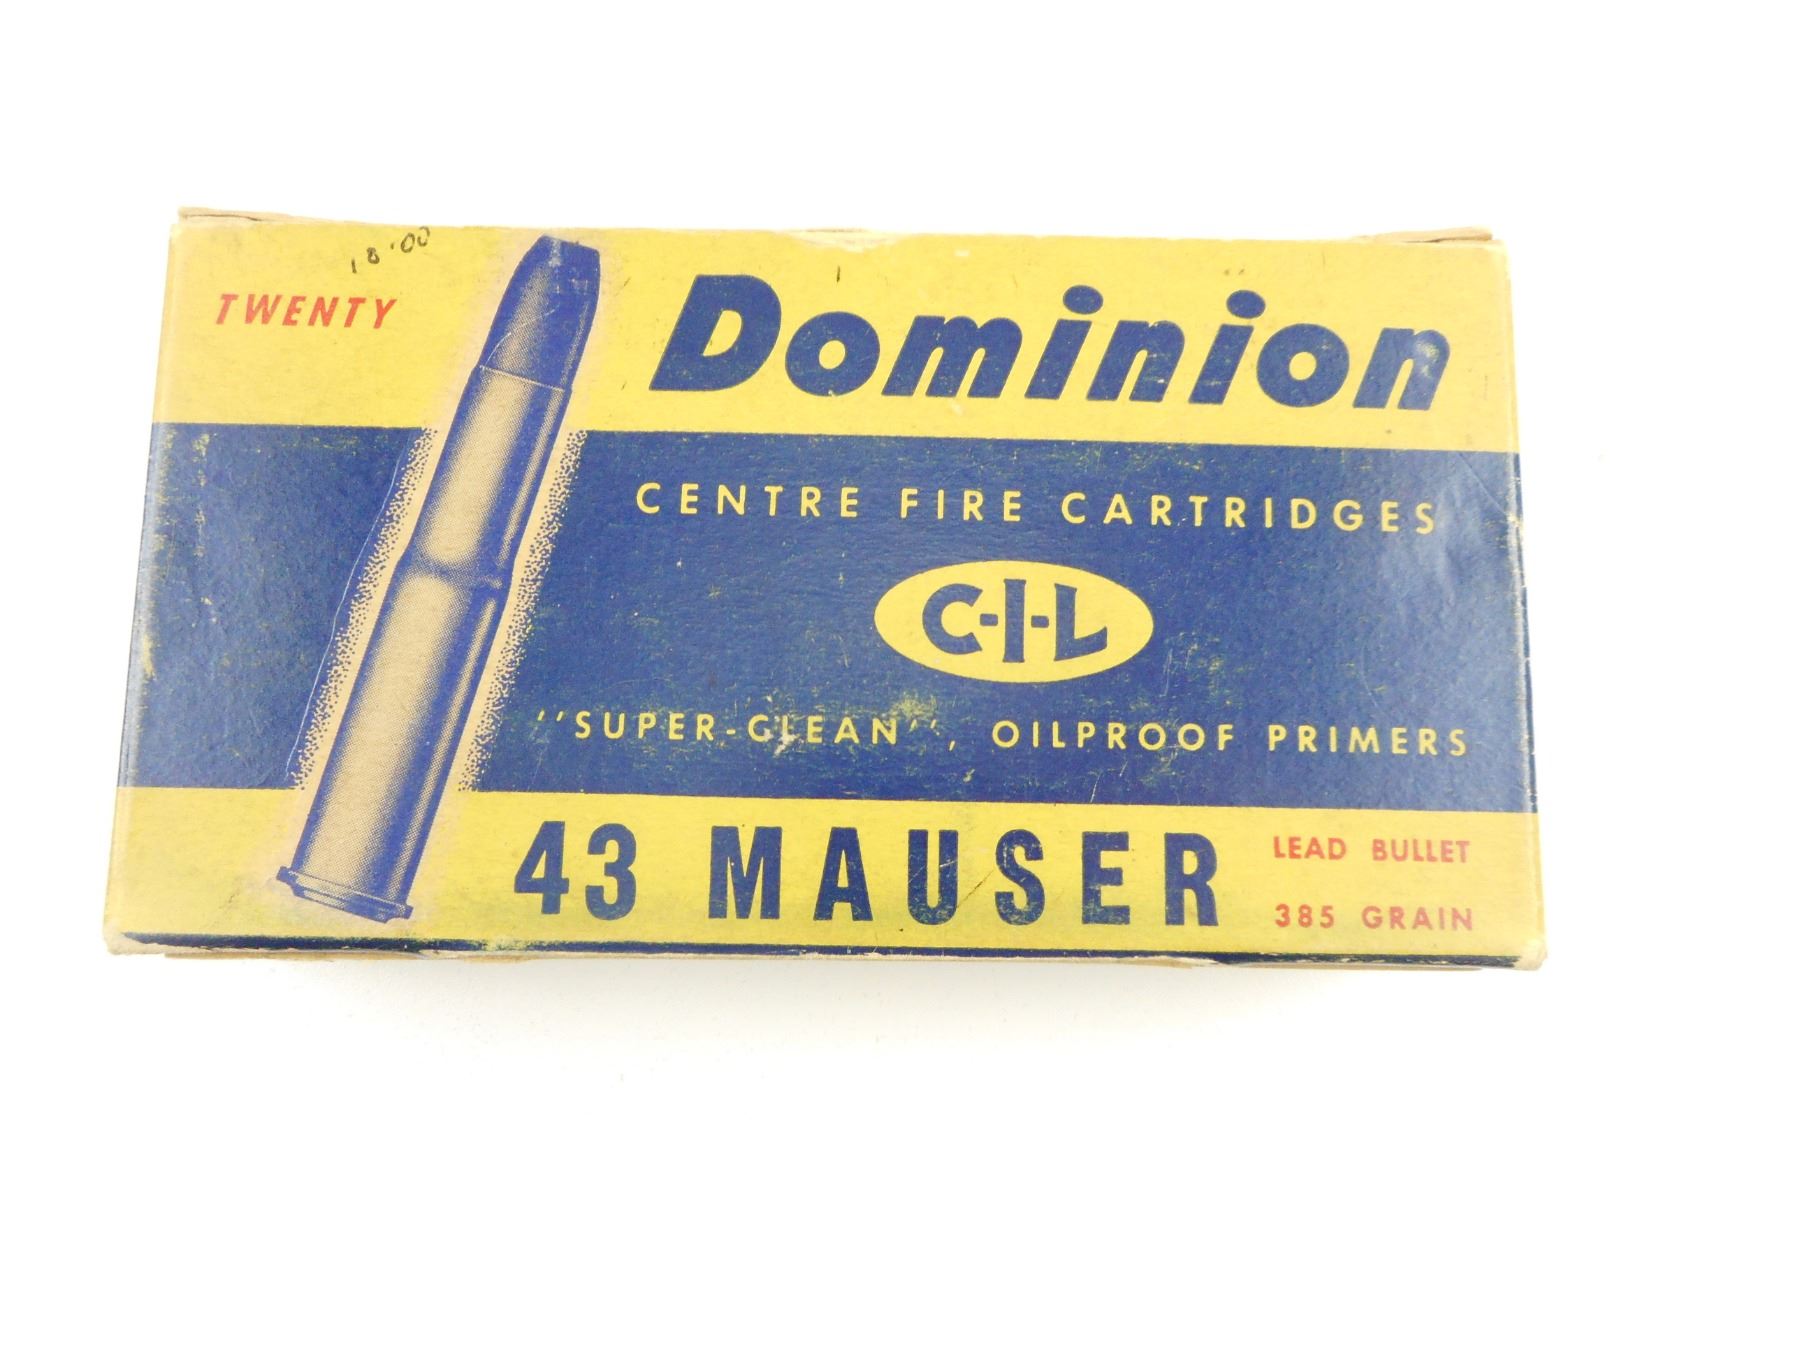 18.00
TWENTY
Dominion
CENTRE FIRE CARTRIDGES
C-I-L
"SUPER-CLEAN", OILPROOF PRIMERS
43 MAUSER
LEAD BULLET
385 GRAIN